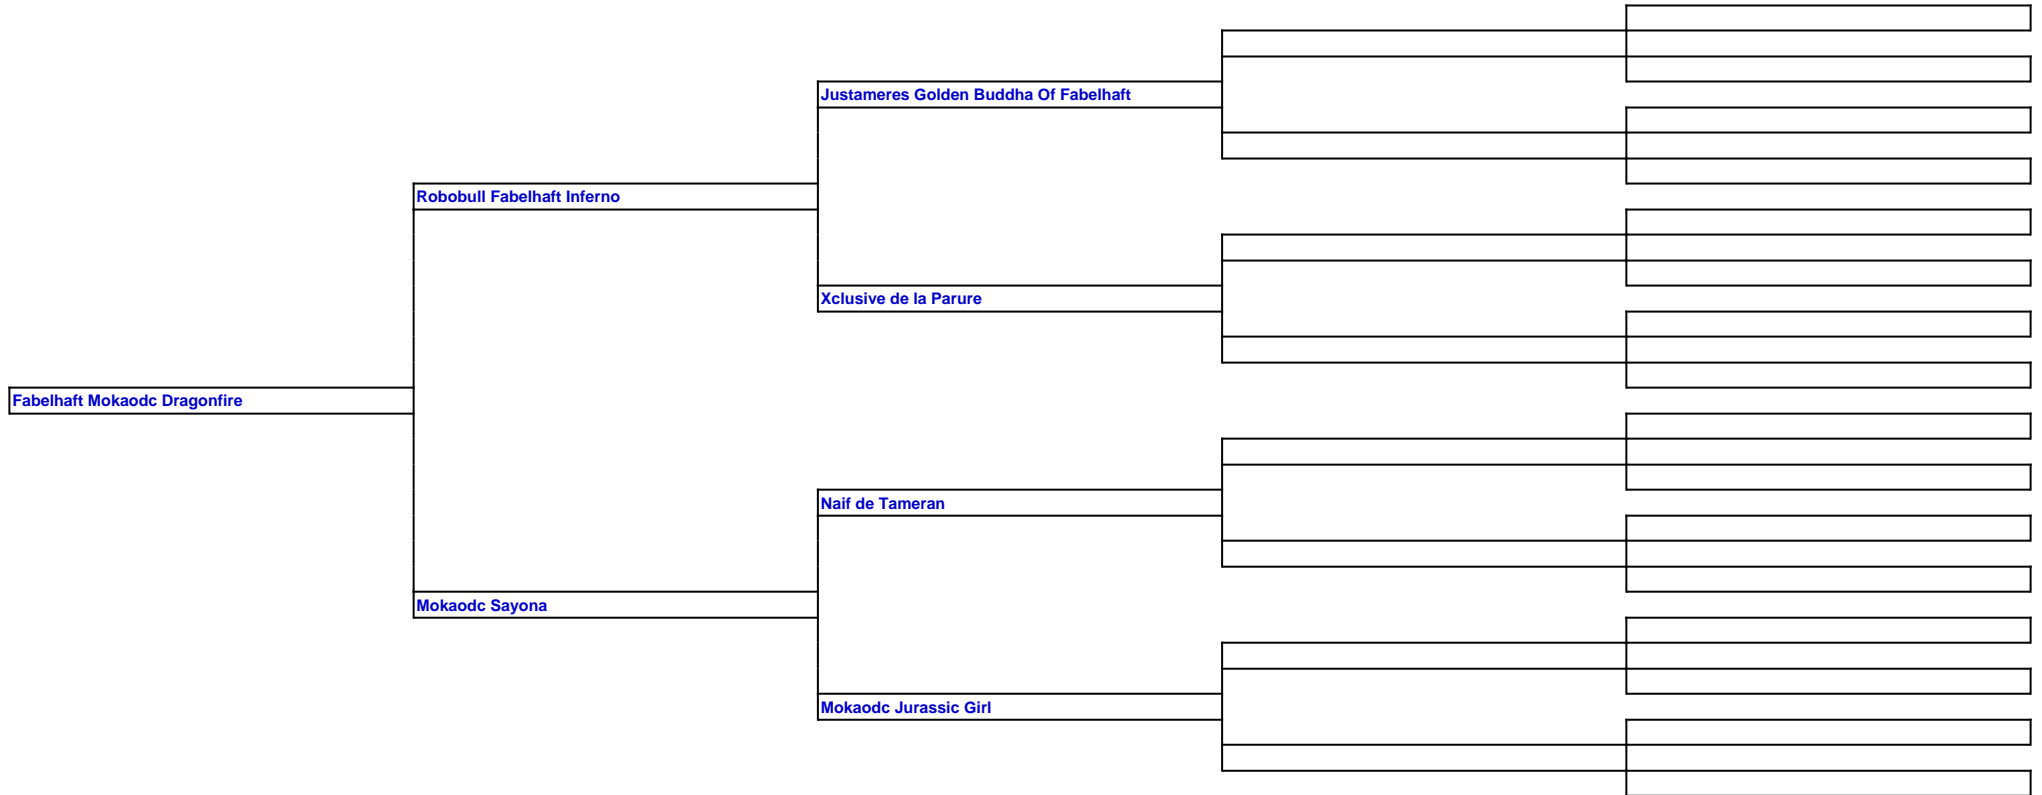 Justameres Golden Buddha Of Fabelhaft
Robobull Fabelhaft Inferno
Xclusive de la Parure
Fabelhaft Mokaodc Dragonfire
Naif de Tameran
Mokaodc Sayona
Mokaodc Jurassic Girl